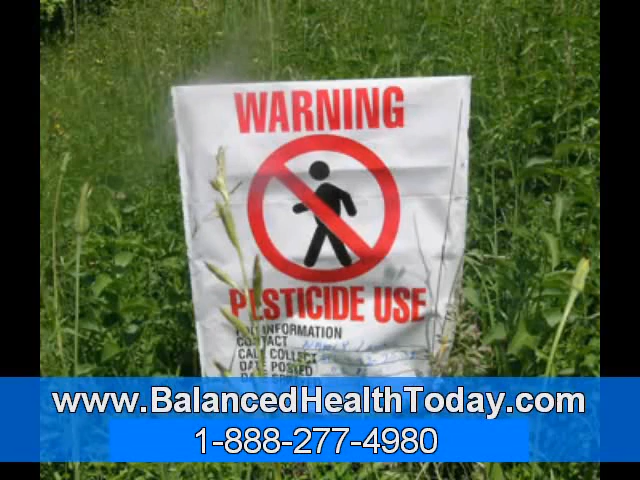 WARNING
PESTICIDE USE
INFORMATION
CONTACT
CALL COLLECT
DATE POSTED
www.BalancedHealthToday.com
1-888-277-4980